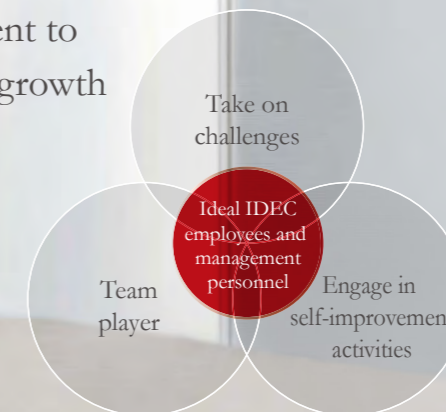 ent to
growth
Take on
challenges
Ideal IDEC
employees and
management
personnel
Team
player
Engage in
self-improvemen
activities